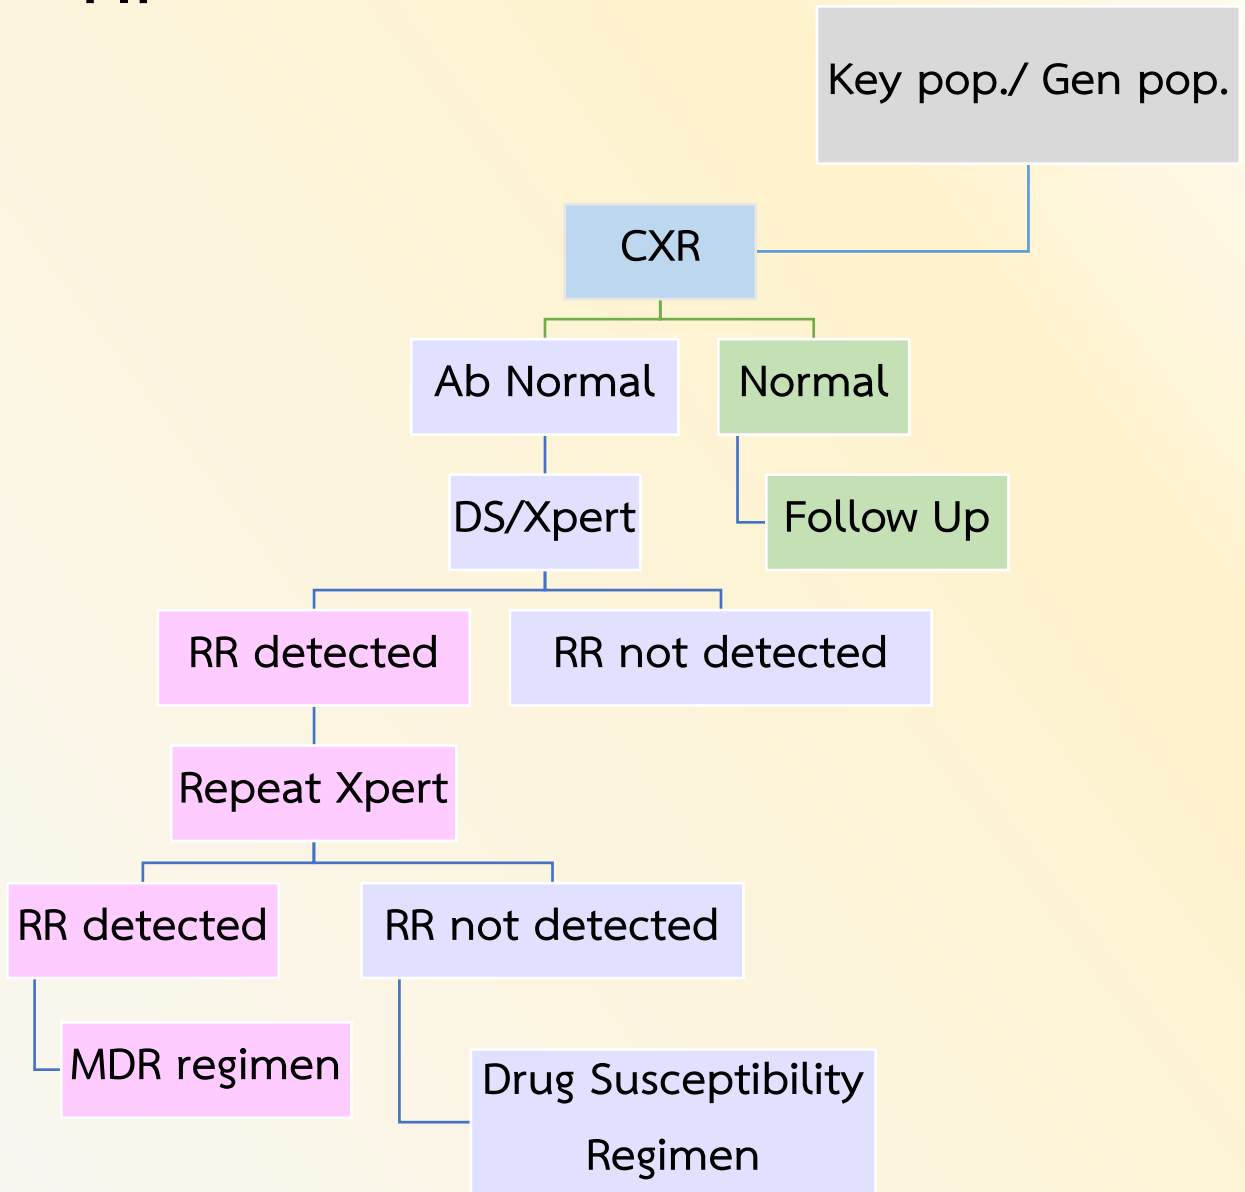 Key pop./ Gen pop.
CXR
Ab Normal
Normal
DS/Xpert
Follow Up
RR detected
RR not detected
Repeat Xpert
RR detected
RR not detected
MDR regimen
Drug Susceptibility
Regimen